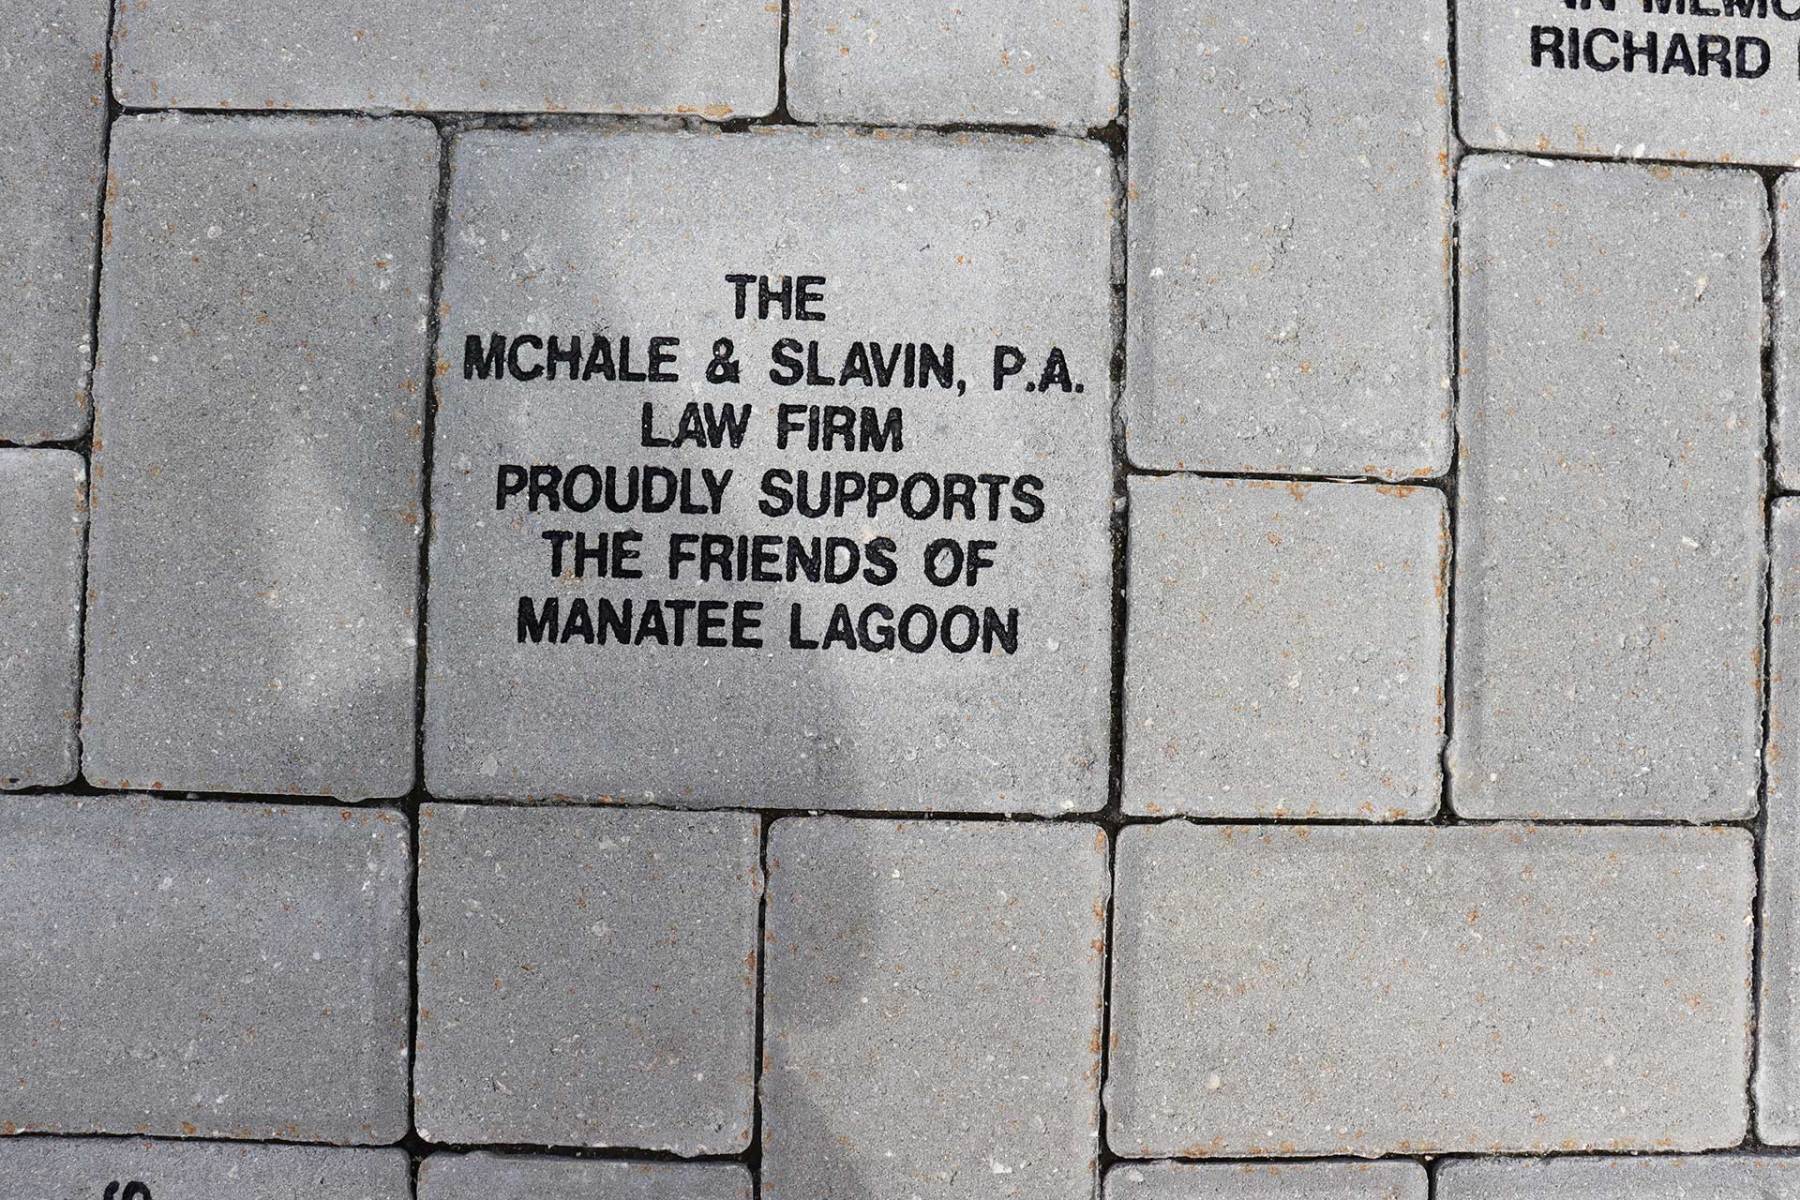 RICHARD
THE
MCHALE & SLAVIN, P.A.
LAW FIRM
PROUDLY SUPPORTS
THE FRIENDS OF
MANATEE LAGOON